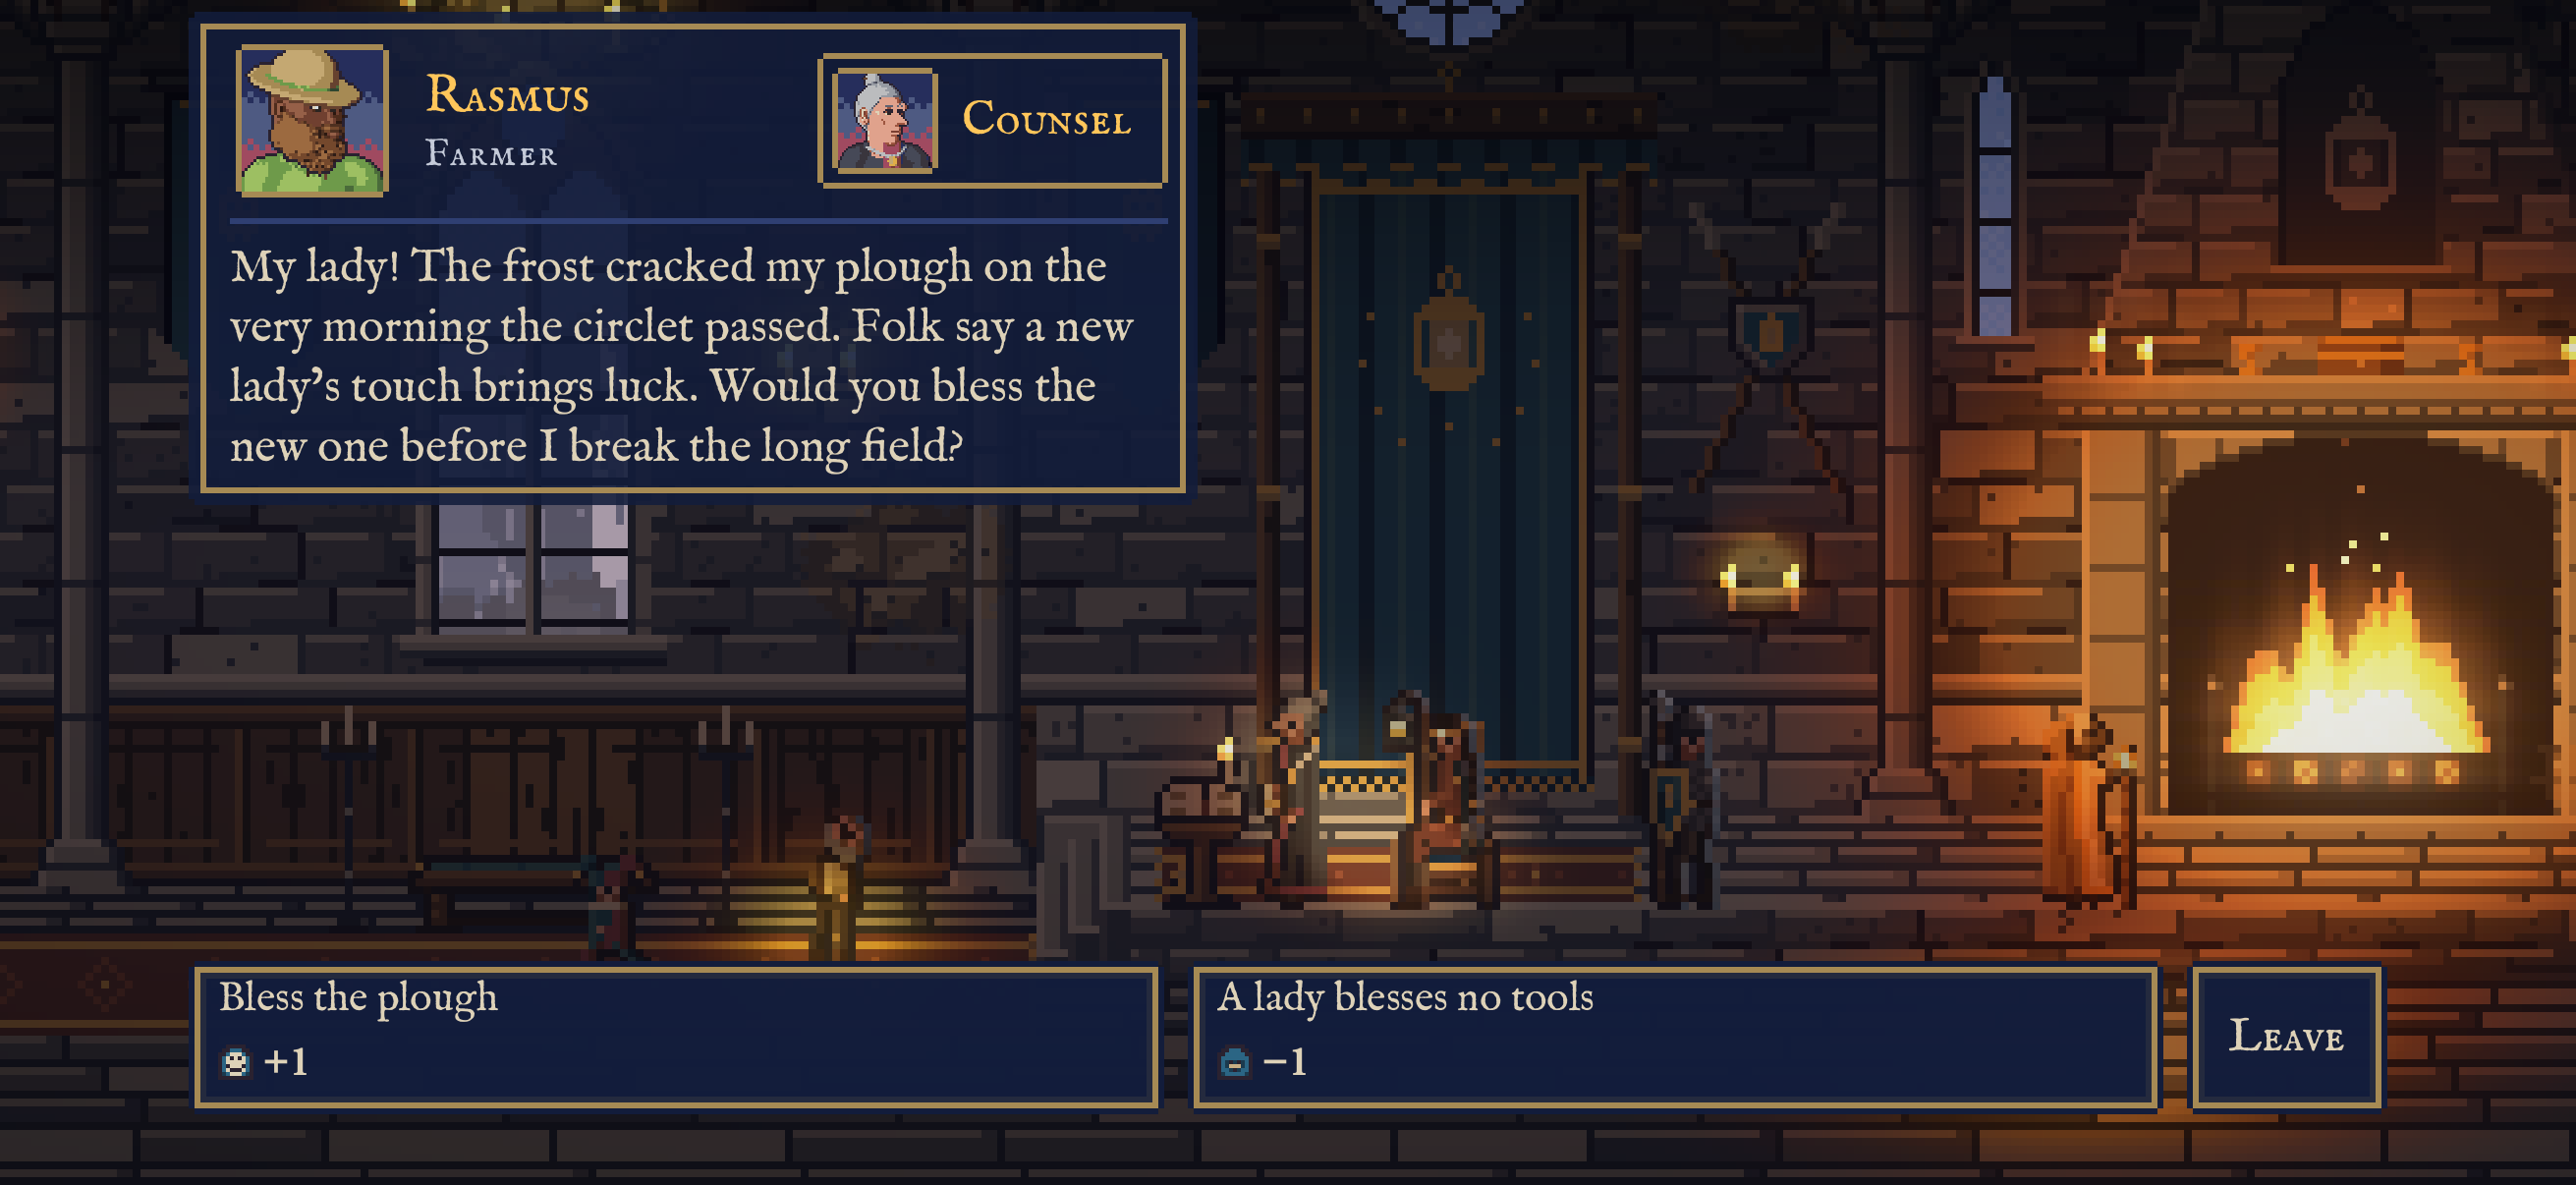 Rasmus
Farmer
Counsel
My lady! The frost cracked my plough on the
very morning the circlet passed. Folk say a new
lady’s touch brings luck. Would you bless the
new one before I break the long field?
Bless the plough
+1
A lady blesses no tools
−1
Leave